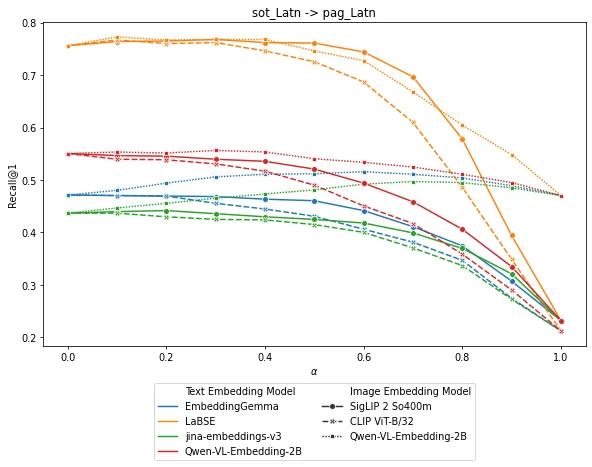 sot_Latn -> pag_Latn
0.8
0.7
0.6
0.5
0.4
0.3
0.2
Recall@1
0.0 0.2 0.4 0.6 0.8 1.0
α
Text Embedding Model
EmbeddingGemma
LaBSE
jina-embeddings-v3
Qwen-VL-Embedding-2B
Image Embedding Model
SigLIP 2 So400m
CLIP ViT-B/32
Qwen-VL-Embedding-2B